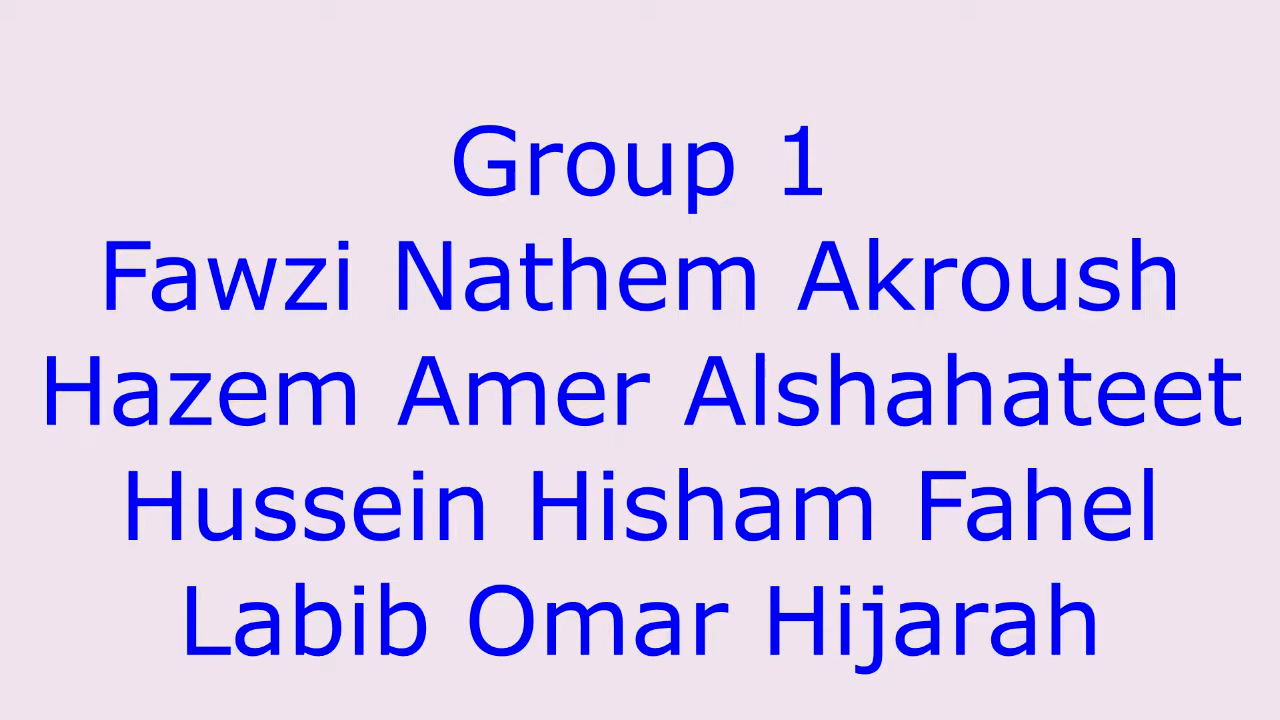 Group 1
Fawzi Nathem Akroush
Hazem Amer Alshahateet
Hussein Hisham Fahel
Labib Omar Hijarah